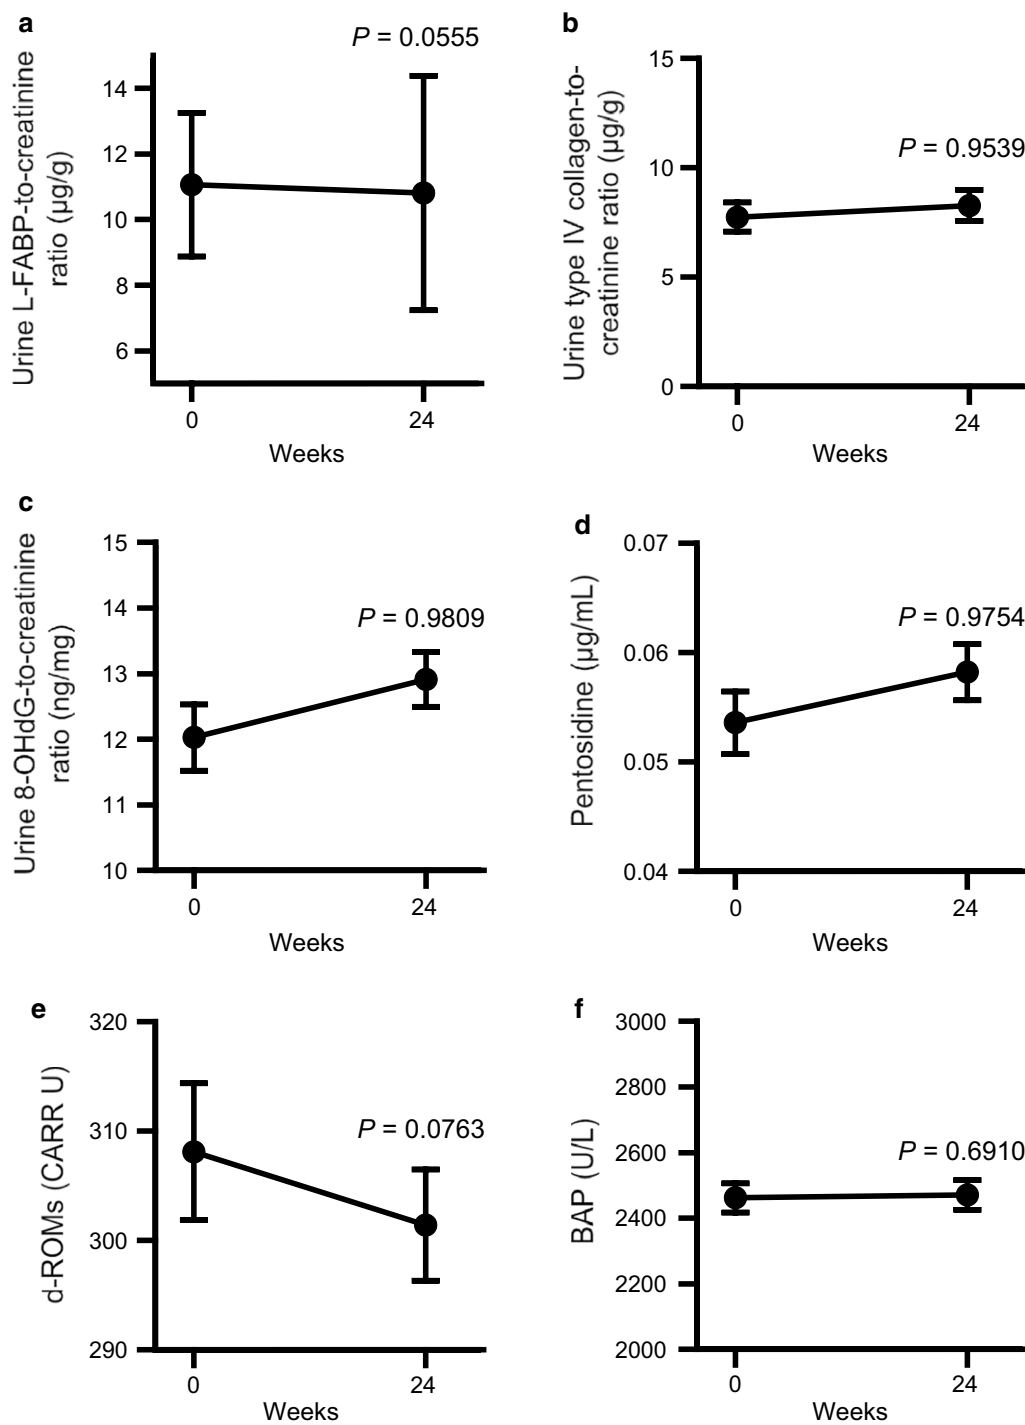 a
P = 0.0555
Urine L-FABP-to-creatinine
ratio (µg/g)
14
12
10
8
6
0
24
Weeks
b
P = 0.9539
Urine type IV collagen-to-
creatinine ratio (µg/g)
15
10
5
0
0
24
Weeks
c
P = 0.9809
Urine 8-OHdG-to-creatinine
ratio (ng/mg)
15
14
13
12
11
10
0
24
Weeks
d
P = 0.9754
Pentosidine (µg/mL)
0.07
0.06
0.05
0.04
0
24
Weeks
e
P = 0.0763
d-ROMs (CARR U)
320
310
300
290
0
24
Weeks
f
P = 0.6910
BAP (U/L)
3000
2800
2600
2400
2200
2000
0
24
Weeks